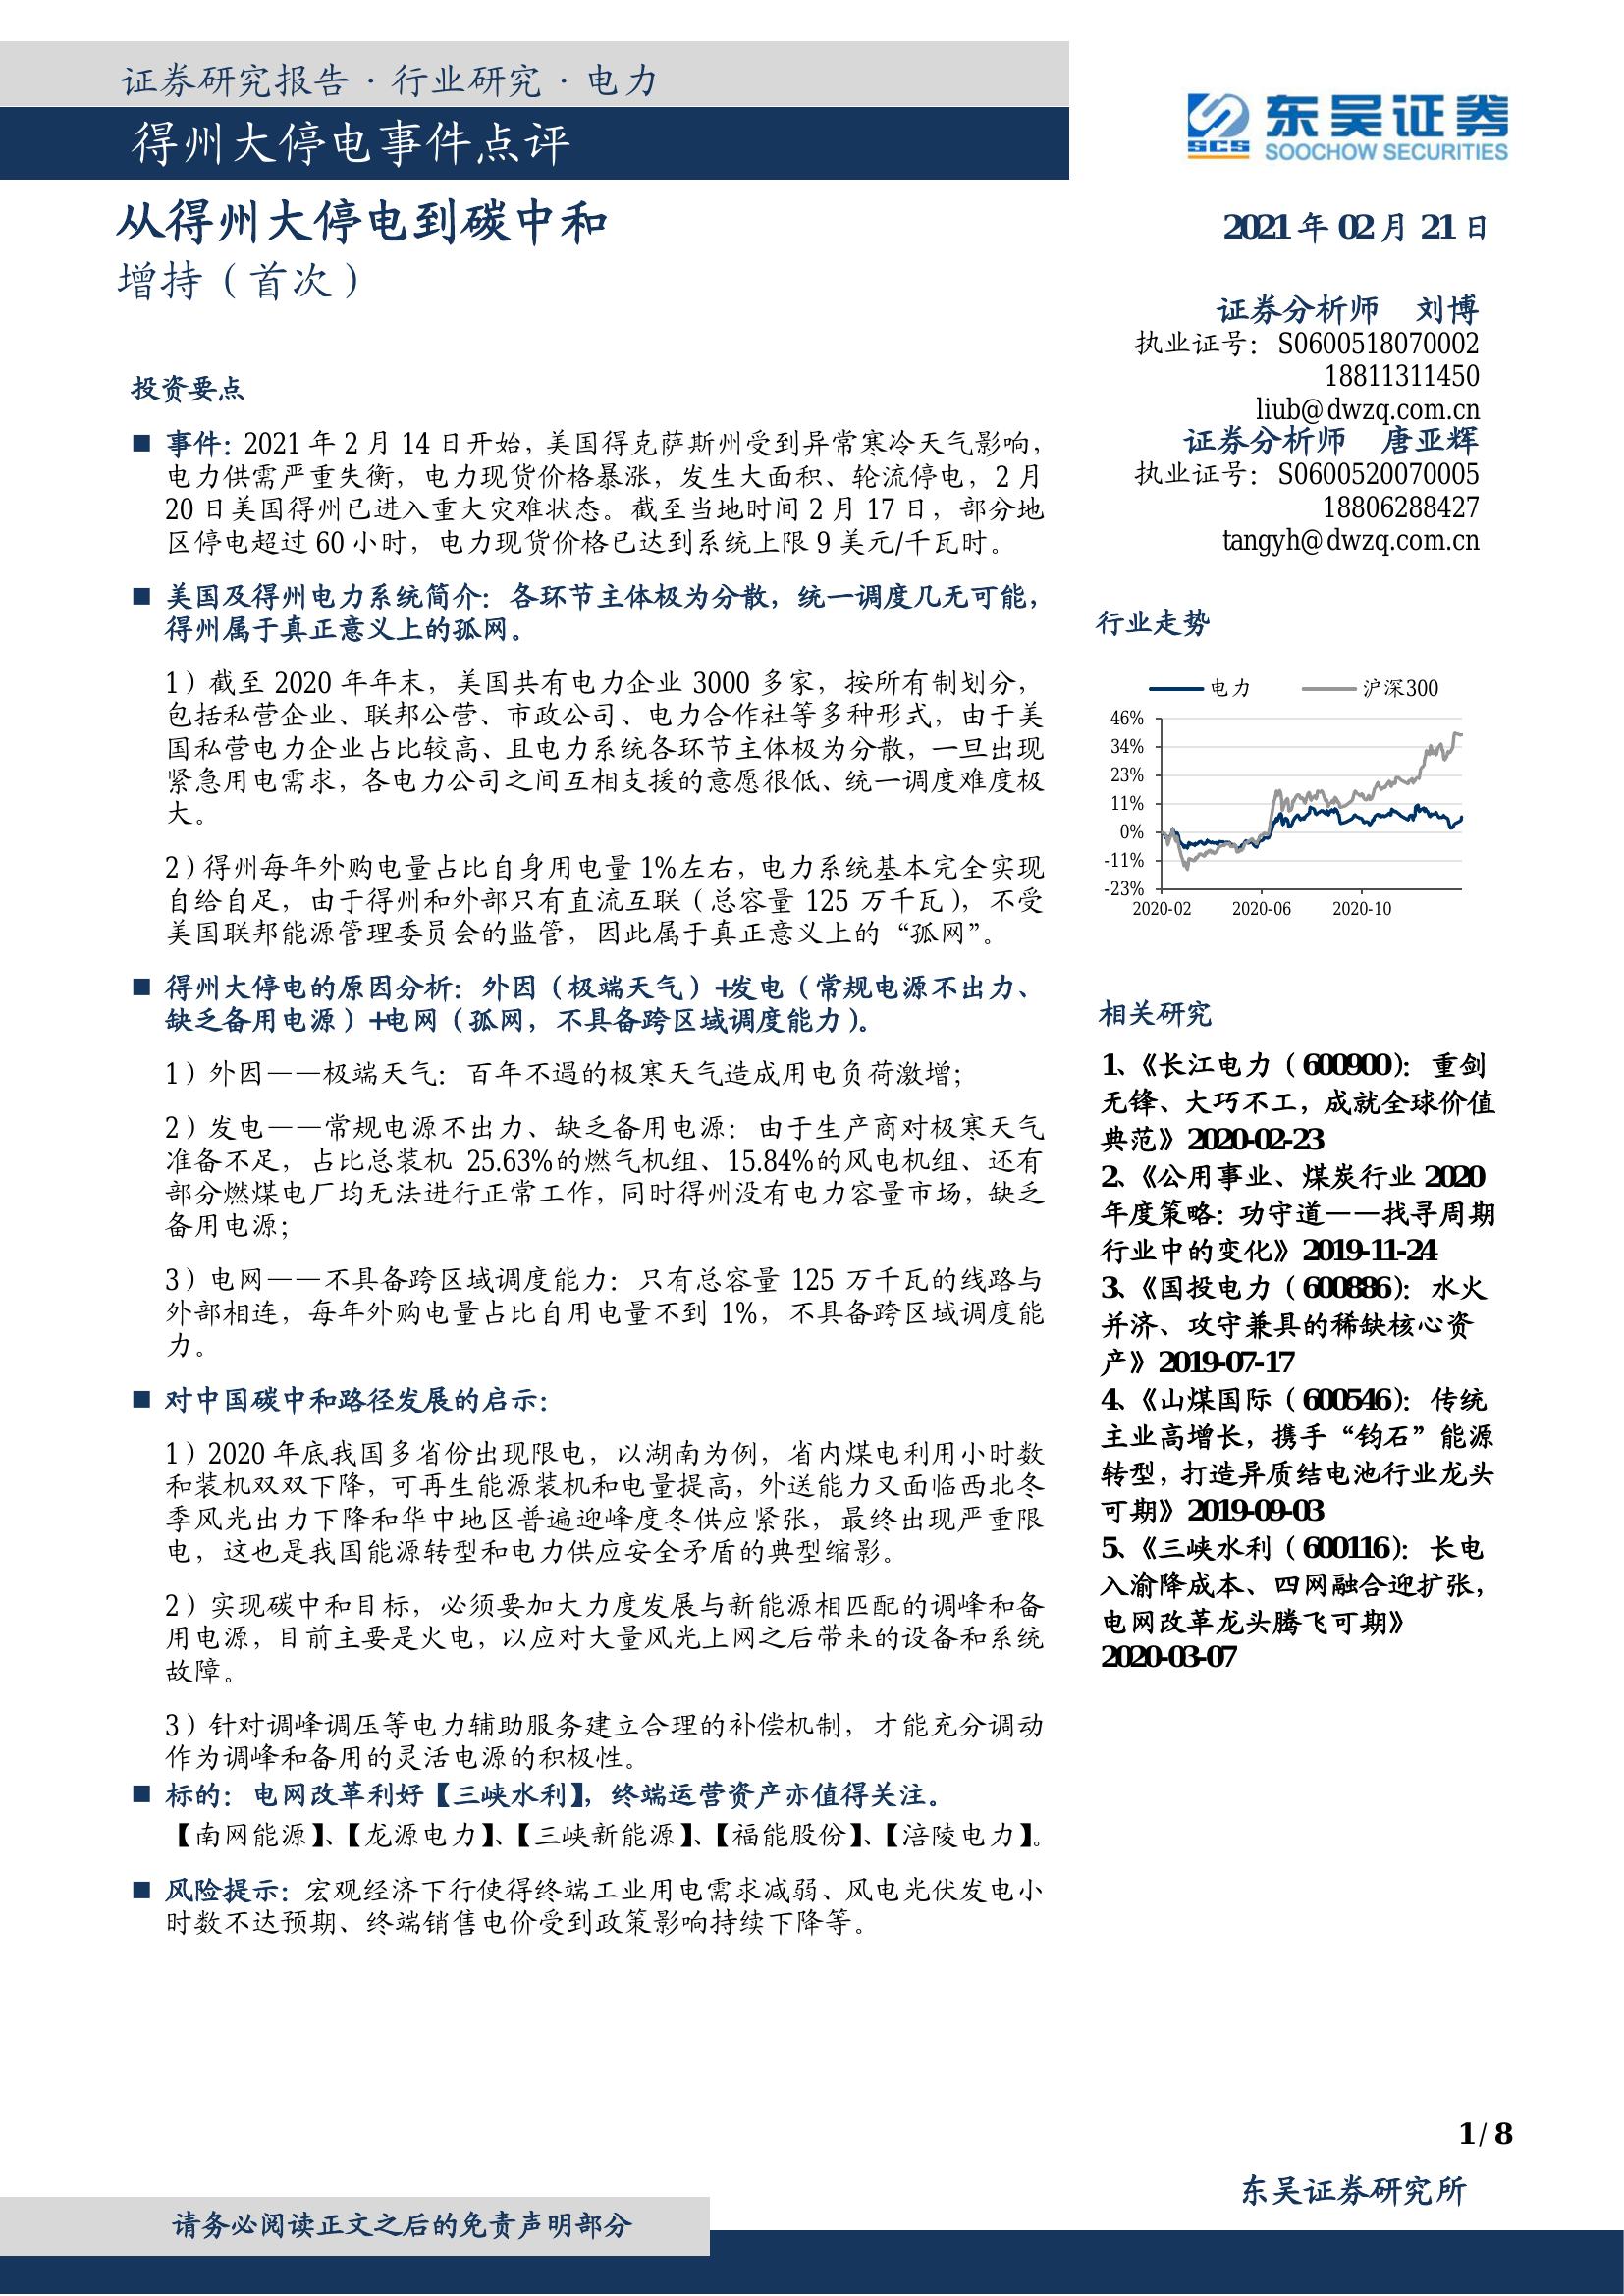 证券研究报告·行业研究·电力
得州大停电事件点评
东吴证券
SCS
SOOCHOW SECURITIES
从得州大停电到碳中和
增持（首次）
2021年02月21日
证券分析师 刘博
执业证号：S0600518070002
18811311450
liub@dwzq.com.cn
证券分析师 唐亚辉
执业证号：S0600520070005
18806288427
tangyh@dwzq.com.cn
投资要点
■ 事件：2021 年 2 月 14 日开始，美国得克萨斯州受到异常寒冷天气影响，
电力供需严重失衡，电力现货价格暴涨，发生大面积、轮流停电，2 月
20 日美国得州已进入重大灾难状态。截至当地时间 2 月 17 日，部分地
区停电超过 60 小时，电力现货价格已达到系统上限 9 美元/千瓦时。
■ 美国及得州电力系统简介：各环节主体极为分散，统一调度几无可能，
得州属于真正意义上的孤网。
1）截至 2020 年年末，美国共有电力企业 3000 多家，按所有制划分，
包括私营企业、联邦公营、市政公司、电力合作社等多种形式，由于美
国私营电力企业占比较高、且电力系统各环节主体极为分散，一旦出现
紧急用电需求，各电力公司之间互相支援的意愿很低、统一调度难度极
大。
2）得州每年外购电量占比自身用电量 1%左右，电力系统基本完全实现
自给自足，由于得州和外部只有直流互联（总容量 125 万千瓦），不受
美国联邦能源管理委员会的监管，因此属于真正意义上的“孤网”。
■ 得州大停电的原因分析：外因（极端天气）+发电（常规电源不出力、
缺乏备用电源）+电网（孤网，不具备跨区域调度能力）。
1）外因——极端天气：百年不遇的极寒天气造成用电负荷激增；
2）发电——常规电源不出力、缺乏备用电源：由于生产商对极寒天气
准备不足，占比总装机 25.63%的燃气机组、15.84%的风电机组、还有
部分燃煤电厂均无法进行正常工作，同时得州没有电力容量市场，缺乏
备用电源；
3）电网——不具备跨区域调度能力：只有总容量 125 万千瓦的线路与
外部相连，每年外购电量占比自用电量不到 1%，不具备跨区域调度能
力。
■ 对中国碳中和路径发展的启示：
1）2020 年底我国多省份出现限电，以湖南为例，省内煤电利用小时数
和装机双双下降，可再生能源装机和电量提高，外送能力又面临西北冬
季风光出力下降和华中地区普遍迎峰度冬供应紧张，最终出现严重限
电，这也是我国能源转型和电力供应安全矛盾的典型缩影。
2）实现碳中和目标，必须要加大力度发展与新能源相匹配的调峰和备
用电源，目前主要是火电，以应对大量风光上网之后带来的设备和系统
故障。
3）针对调峰调压等电力辅助服务建立合理的补偿机制，才能充分调动
作为调峰和备用的灵活电源的积极性。
■ 标的：电网改革利好【三峡水利】，终端运营资产亦值得关注。
【南网能源】、【龙源电力】、【三峡新能源】、【福能股份】、【涪陵电力】。
■ 风险提示：宏观经济下行使得终端工业用电需求减弱、风电光伏发电小
时数不达预期、终端销售电价受到政策影响持续下降等。
行业走势
电力 沪深300
46%
34%
23%
11%
0%
-11%
-23%
2020-02 2020-06 2020-10
相关研究
1、《长江电力（600900）：重剑
无锋、大巧不工，成就全球价值
典范》2020-02-23
2、《公用事业、煤炭行业 2020
年度策略：功守道——找寻周期
行业中的变化》2019-11-24
3、《国投电力（600886）：水火
并济、攻守兼具的稀缺核心资
产》2019-07-17
4、《山煤国际（600546）：传统
主业高增长，携手“钧石”能源
转型，打造异质结电池行业龙头
可期》2019-09-03
5、《三峡水利（600116）：长电
入渝降成本、四网融合迎扩张，
电网改革龙头腾飞可期》
2020-03-07
1 / 8
东吴证券研究所
请务必阅读正文之后的免责声明部分